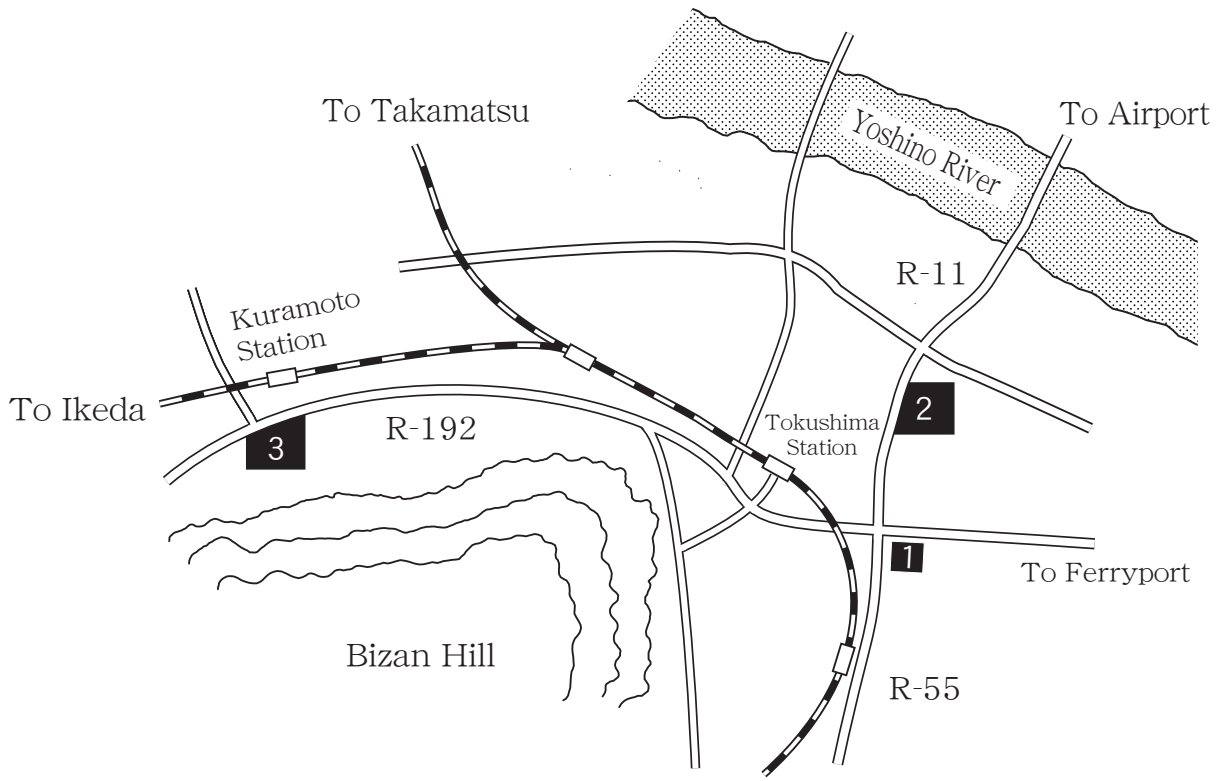 To Takamatsu
To Airport
Yoshino River
R-11
Kuramoto
Station
To Ikeda
R-192
3
2
Tokushima
Station
1
To Ferryport
Bizan Hill
R-55